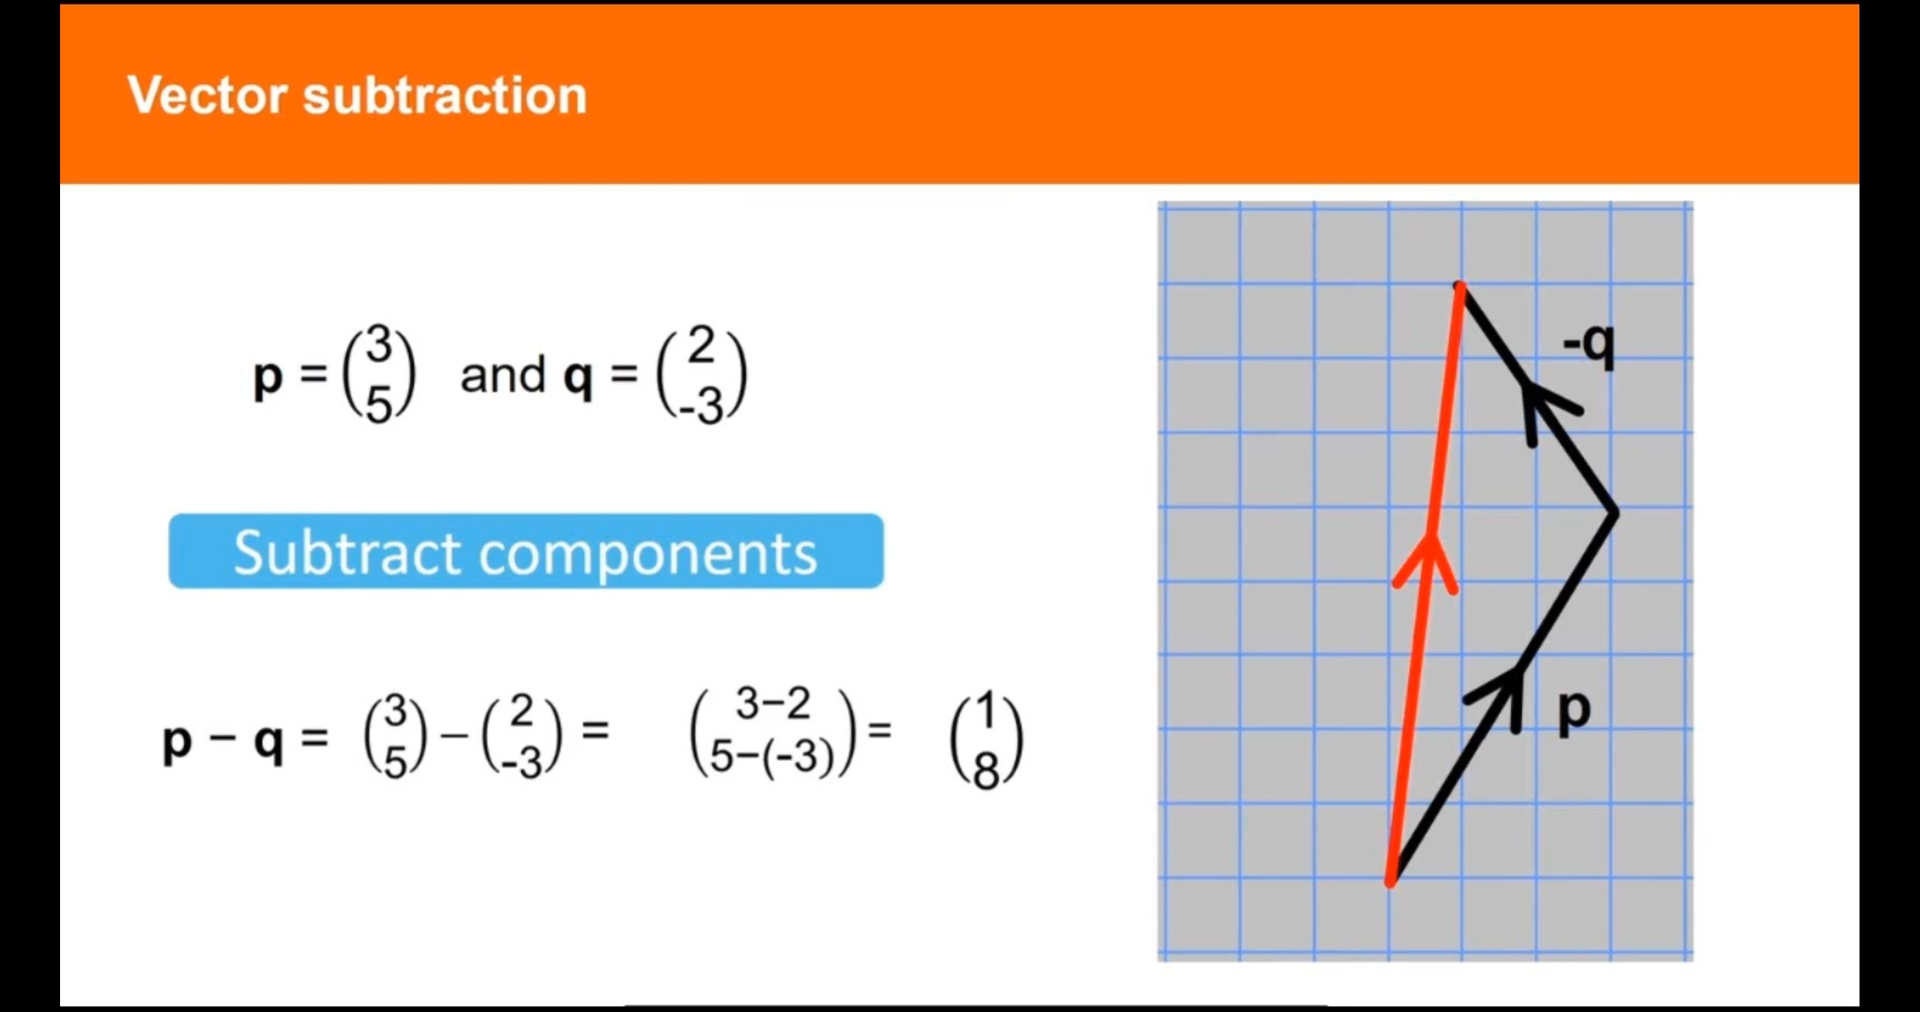 Vector subtraction
p = (3 5) and q = (2 -3)
Subtract components
p − q = (3 5) − (2 -3) = (3−2 5−(-3)) = (1 8)
-q
p